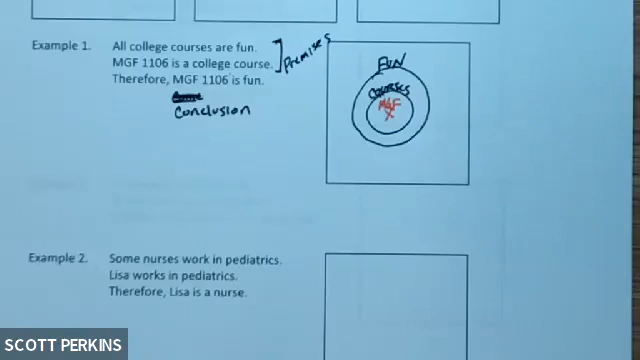 Example 1. All college courses are fun.
MGF 1106 is a college course.
Therefore, MGF 1106 is fun.
Premises
Conclusion
FUN
COURSES
MGF
X
Example 2. Some nurses work in pediatrics.
Lisa works in pediatrics.
Therefore, Lisa is a nurse.
SCOTT PERKINS